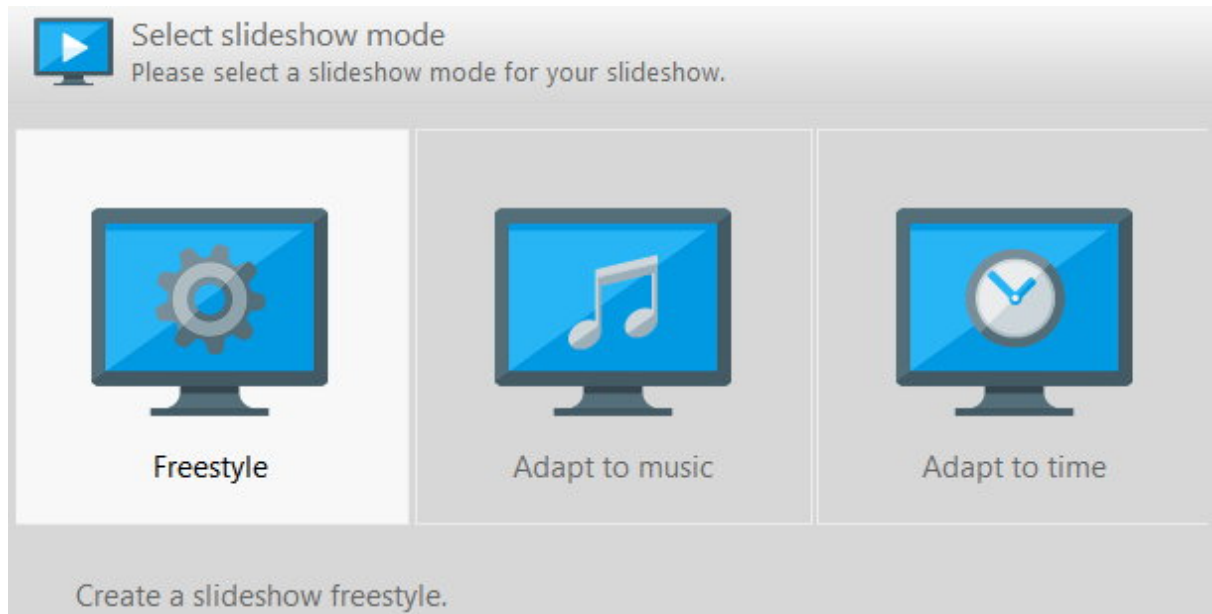 Select slideshow mode
Please select a slideshow mode for your slideshow.
Freestyle
Adapt to music
Adapt to time
Create a slideshow freestyle.